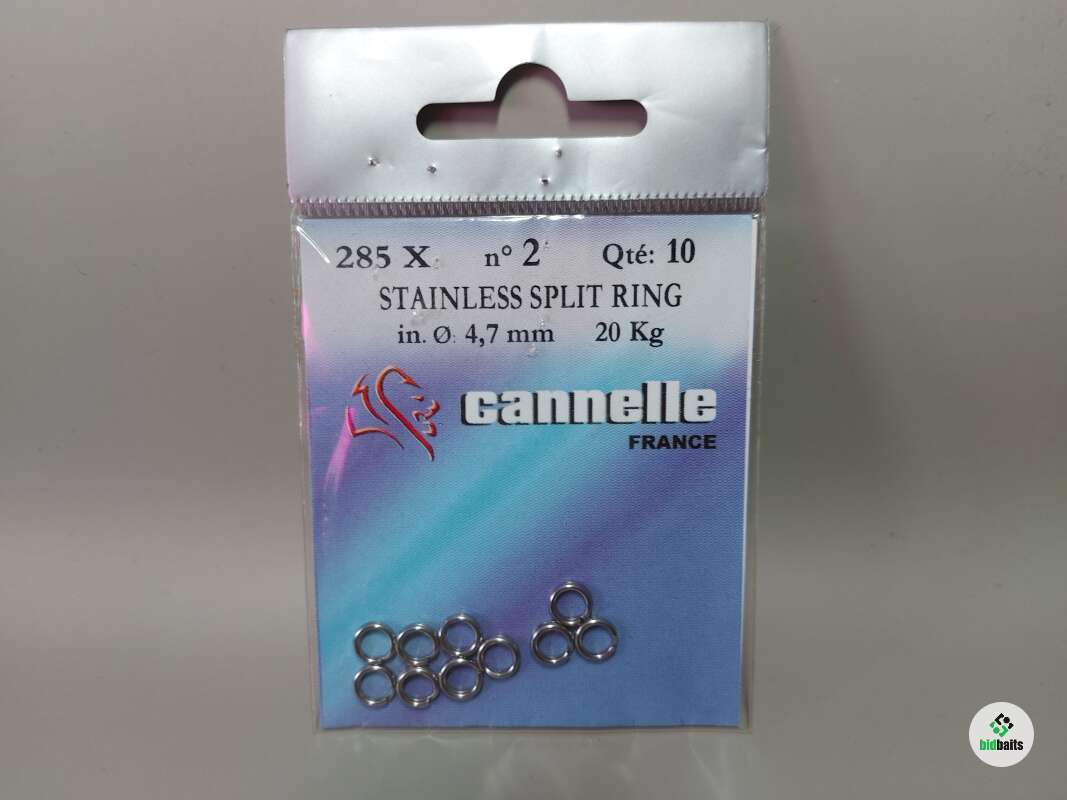 285 X n° 2 Qté: 10
STAINLESS SPLIT RING
in. Ø: 4,7 mm 20 Kg
cannelle
FRANCE
bidbaits